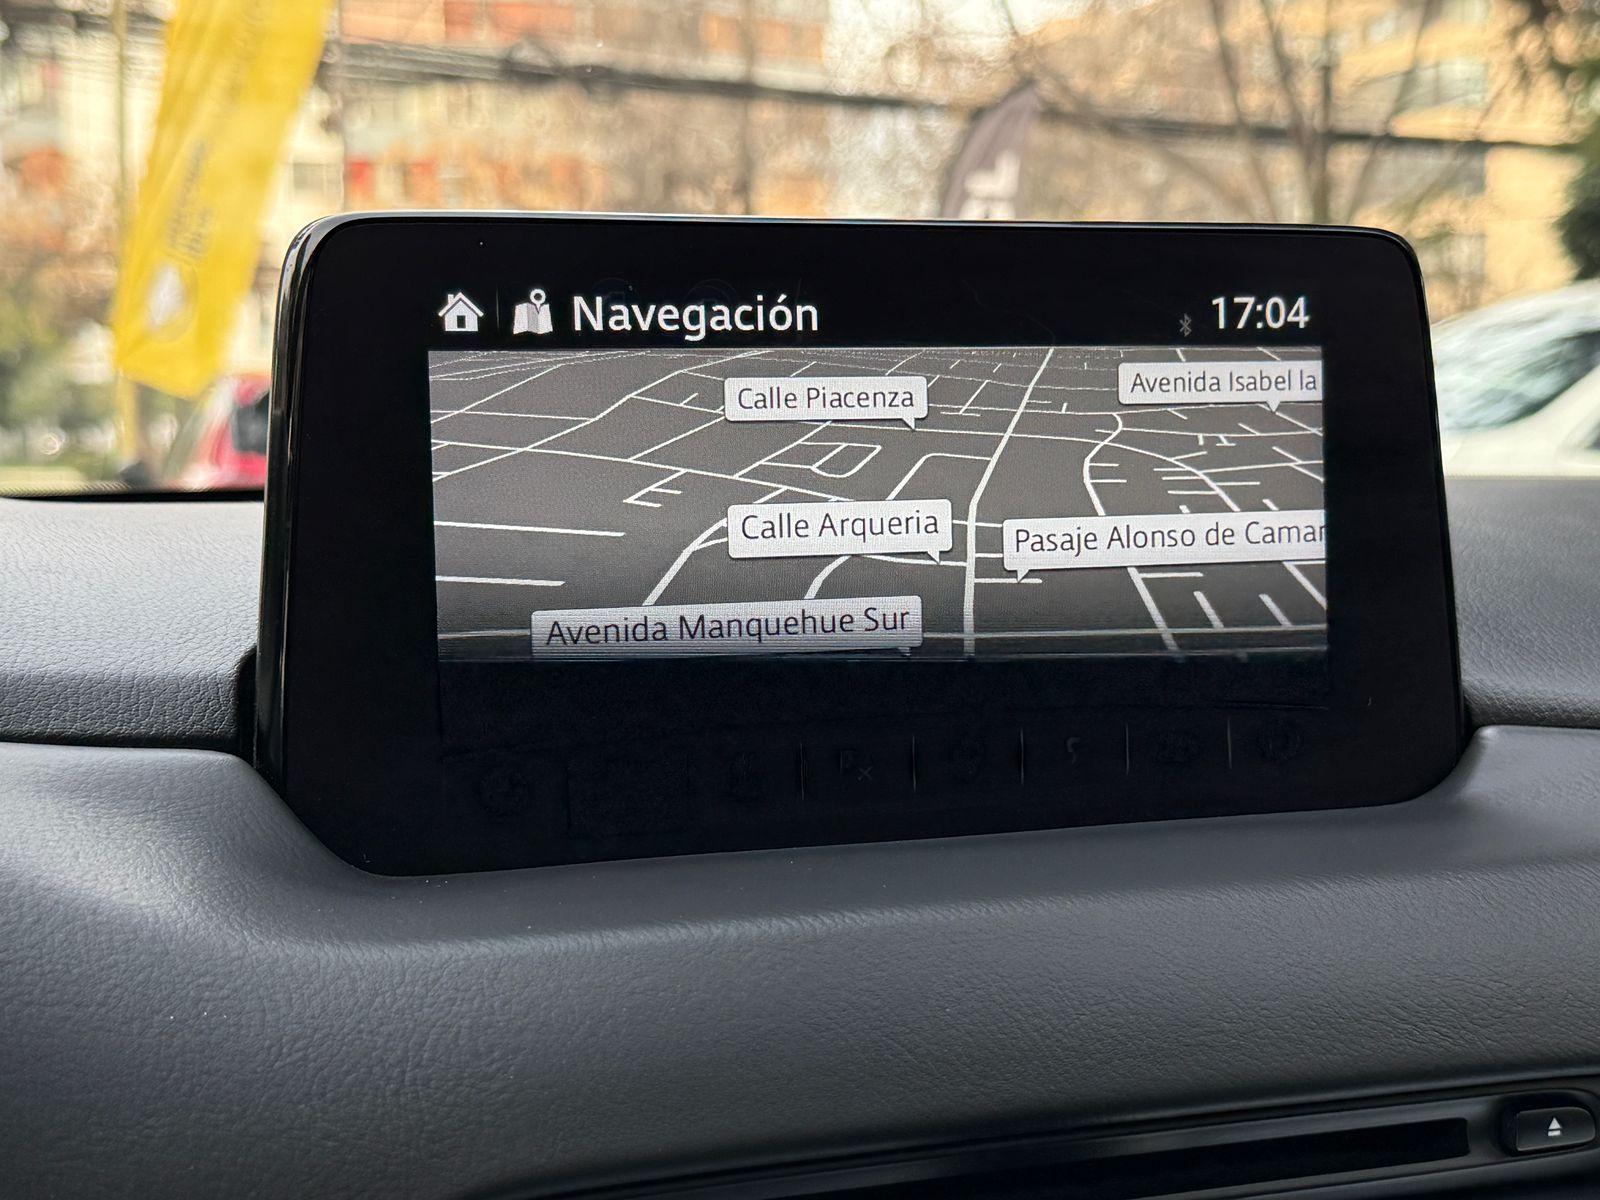 Navegación
17:04
Avenida Isabel la
Calle Piacenza
Calle Arqueria
Pasaje Alonso de Camar
Avenida Manquehue Sur